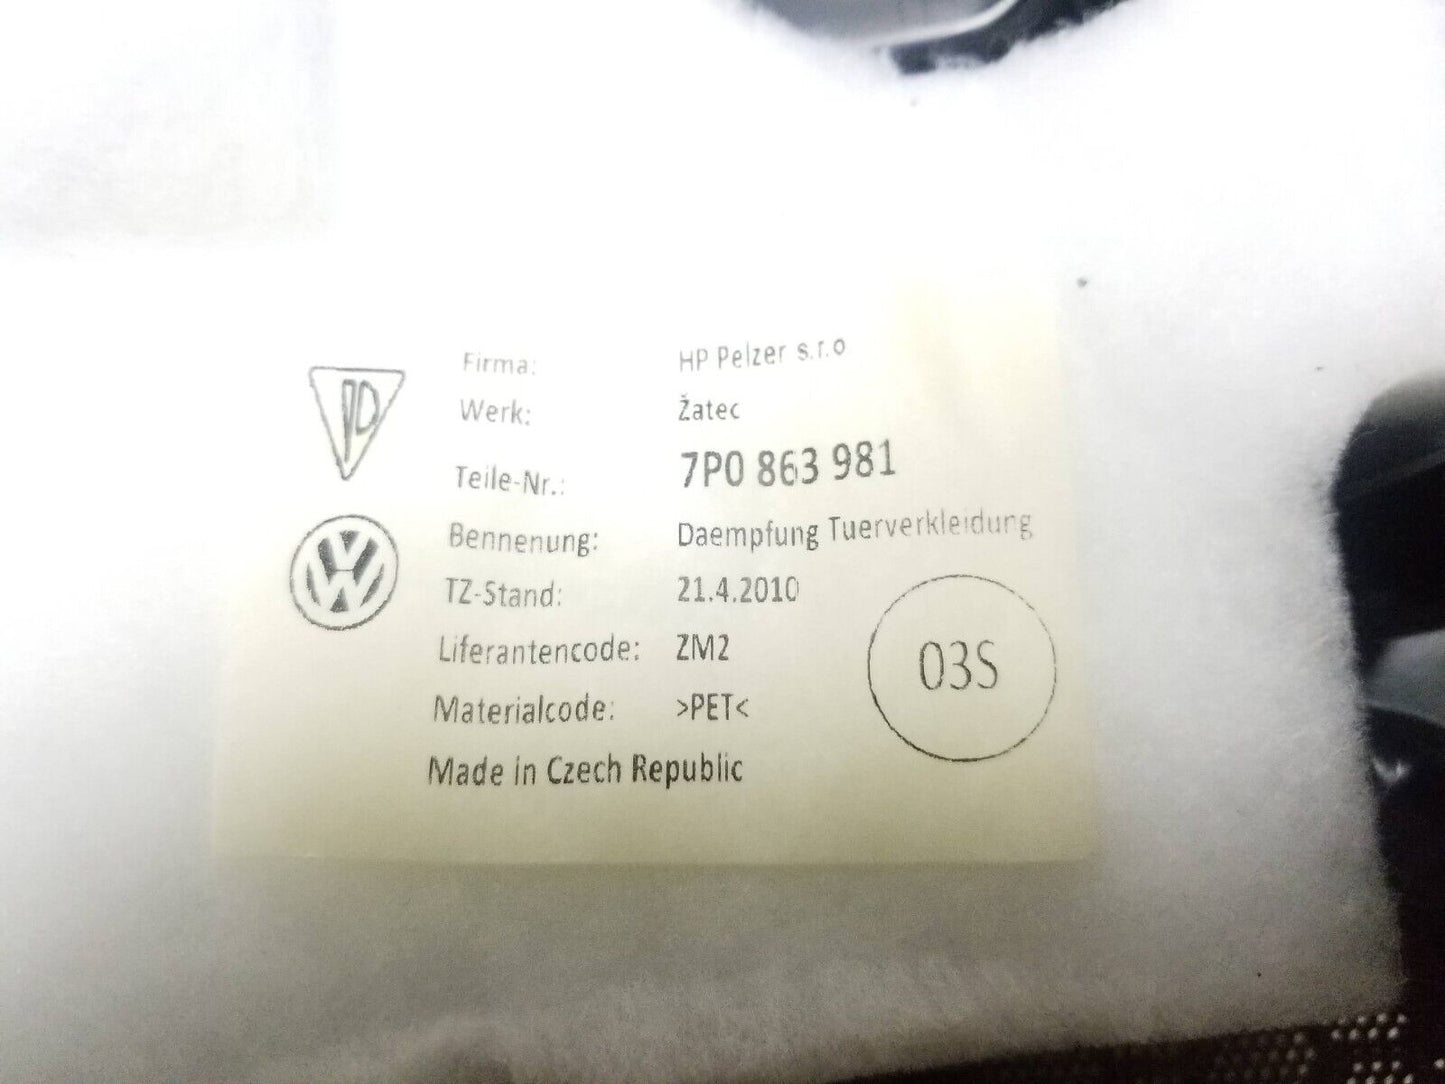 Firma: HP Pelzer s.r.o
Werk: Žatec
Teile-Nr.: 7P0 863 981
Bennenung: Daempfung Tuerverkleidung
TZ-Stand: 21.4.2010
Liferantencode: ZM2
Materialcode: >PET<
Made in Czech Republic
03S